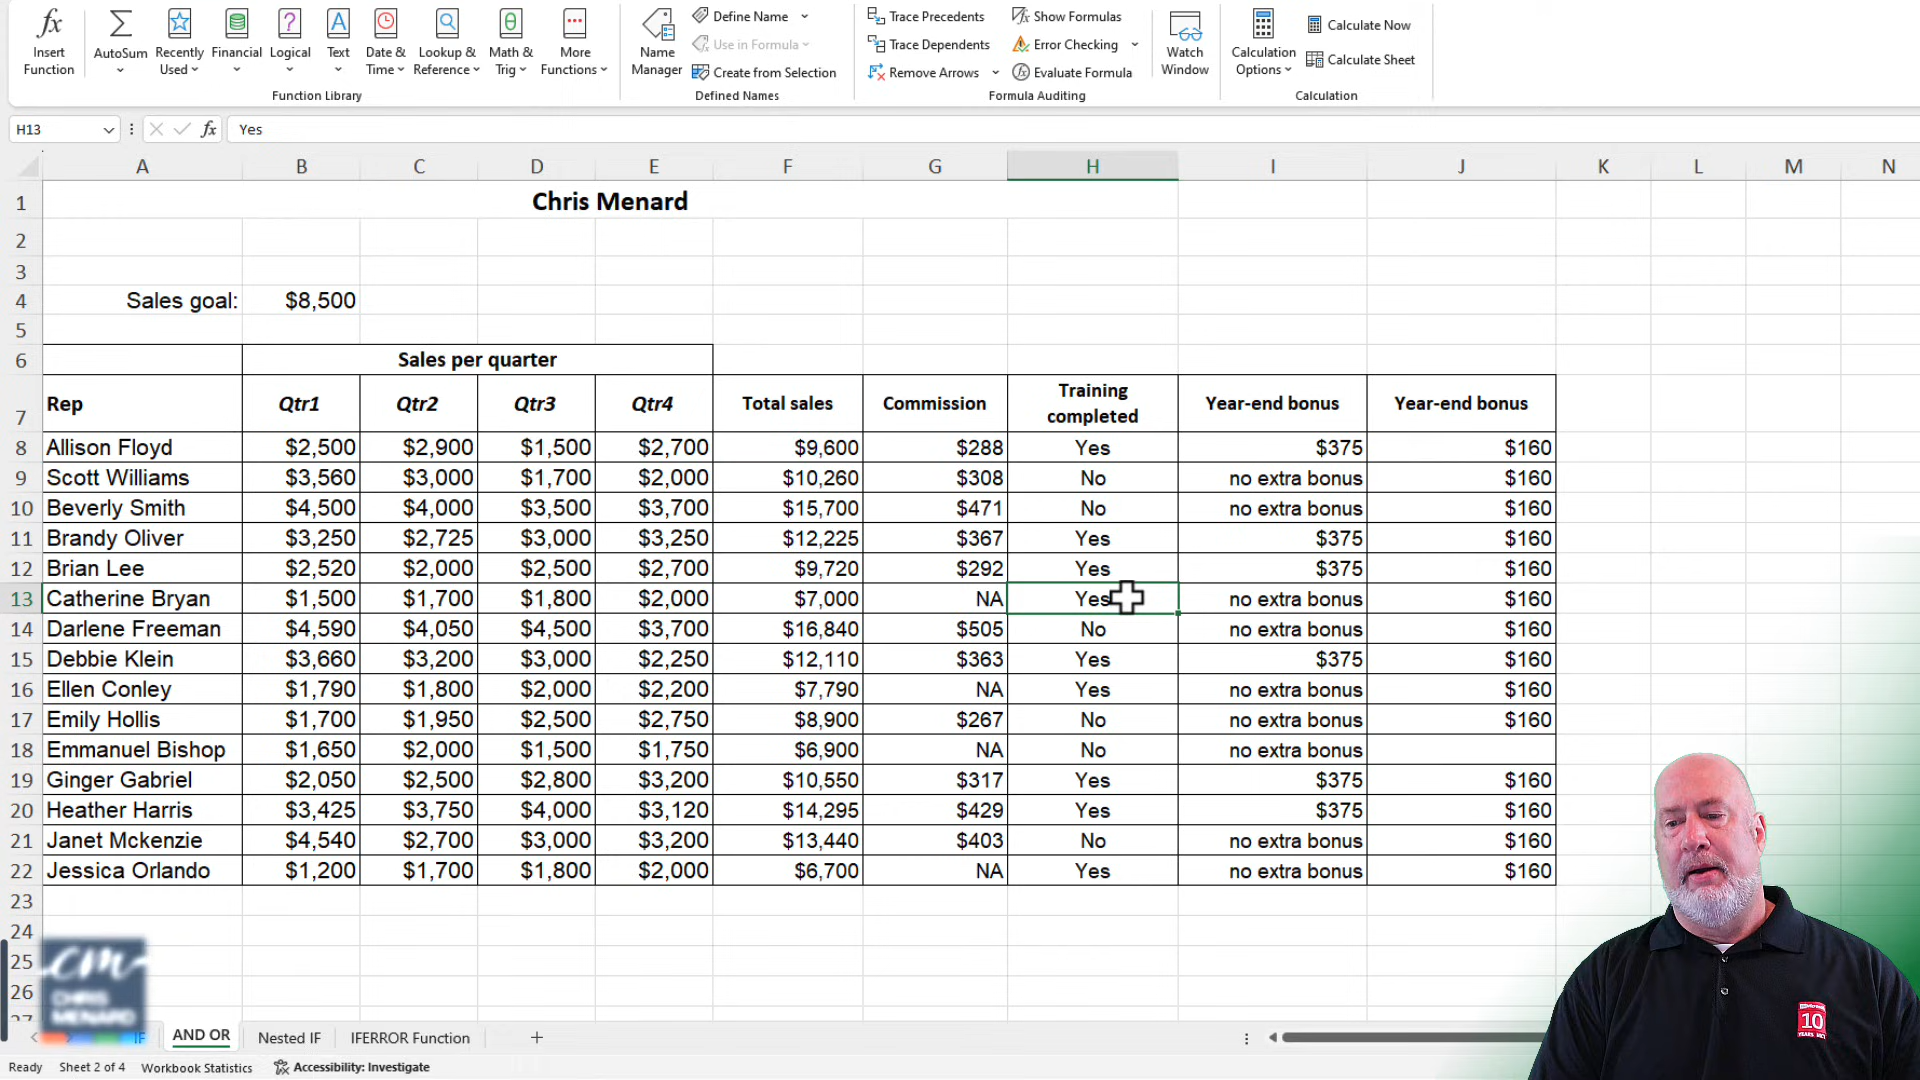 Insert Function
AutoSum
Recently Used
Financial
Logical
Text
Date & Time
Lookup & Reference
Math & Trig
More Functions
Function Library
Name Manager
Define Name
Use in Formula
Create from Selection
Defined Names
Trace Precedents
Trace Dependents
Remove Arrows
Show Formulas
Error Checking
Evaluate Formula
Formula Auditing
Watch Window
Calculation Options
Calculate Now
Calculate Sheet
Calculation
H13 fx Yes
A B C D E F G H I J K L M N
1 Chris Menard
2
3
4 Sales goal: $8,500
5
6 Sales per quarter
7 Rep Qtr1 Qtr2 Qtr3 Qtr4 Total sales Commission Training completed Year-end bonus Year-end bonus
8 Allison Floyd $2,500 $2,900 $1,500 $2,700 $9,600 $288 Yes $375 $160
9 Scott Williams $3,560 $3,000 $1,700 $2,000 $10,260 $308 No no extra bonus $160
10 Beverly Smith $4,500 $4,000 $3,500 $3,700 $15,700 $471 No no extra bonus $160
11 Brandy Oliver $3,250 $2,725 $3,000 $3,250 $12,225 $367 Yes $375 $160
12 Brian Lee $2,520 $2,000 $2,500 $2,700 $9,720 $292 Yes $375 $160
13 Catherine Bryan $1,500 $1,700 $1,800 $2,000 $7,000 NA Yes no extra bonus $160
14 Darlene Freeman $4,590 $4,050 $4,500 $3,700 $16,840 $505 No no extra bonus $160
15 Debbie Klein $3,660 $3,200 $3,000 $2,250 $12,110 $363 Yes $375 $160
16 Ellen Conley $1,790 $1,800 $2,000 $2,200 $7,790 NA Yes no extra bonus $160
17 Emily Hollis $1,700 $1,950 $2,500 $2,750 $8,900 $267 No no extra bonus $160
18 Emmanuel Bishop $1,650 $2,000 $1,500 $1,750 $6,900 NA No no extra bonus
19 Ginger Gabriel $2,050 $2,500 $2,800 $3,200 $10,550 $317 Yes $375 $160
20 Heather Harris $3,425 $3,750 $4,000 $3,120 $14,295 $429 Yes $375 $160
21 Janet Mckenzie $4,540 $2,700 $3,000 $3,200 $13,440 $403 No no extra bonus $160
22 Jessica Orlando $1,200 $1,700 $1,800 $2,000 $6,700 NA Yes no extra bonus $160
23
24
25
26
27
cm
CHRIS
MENARD
10
IF AND OR Nested IF IFERROR Function
Ready Sheet 2 of 4 Workbook Statistics Accessibility: Investigate